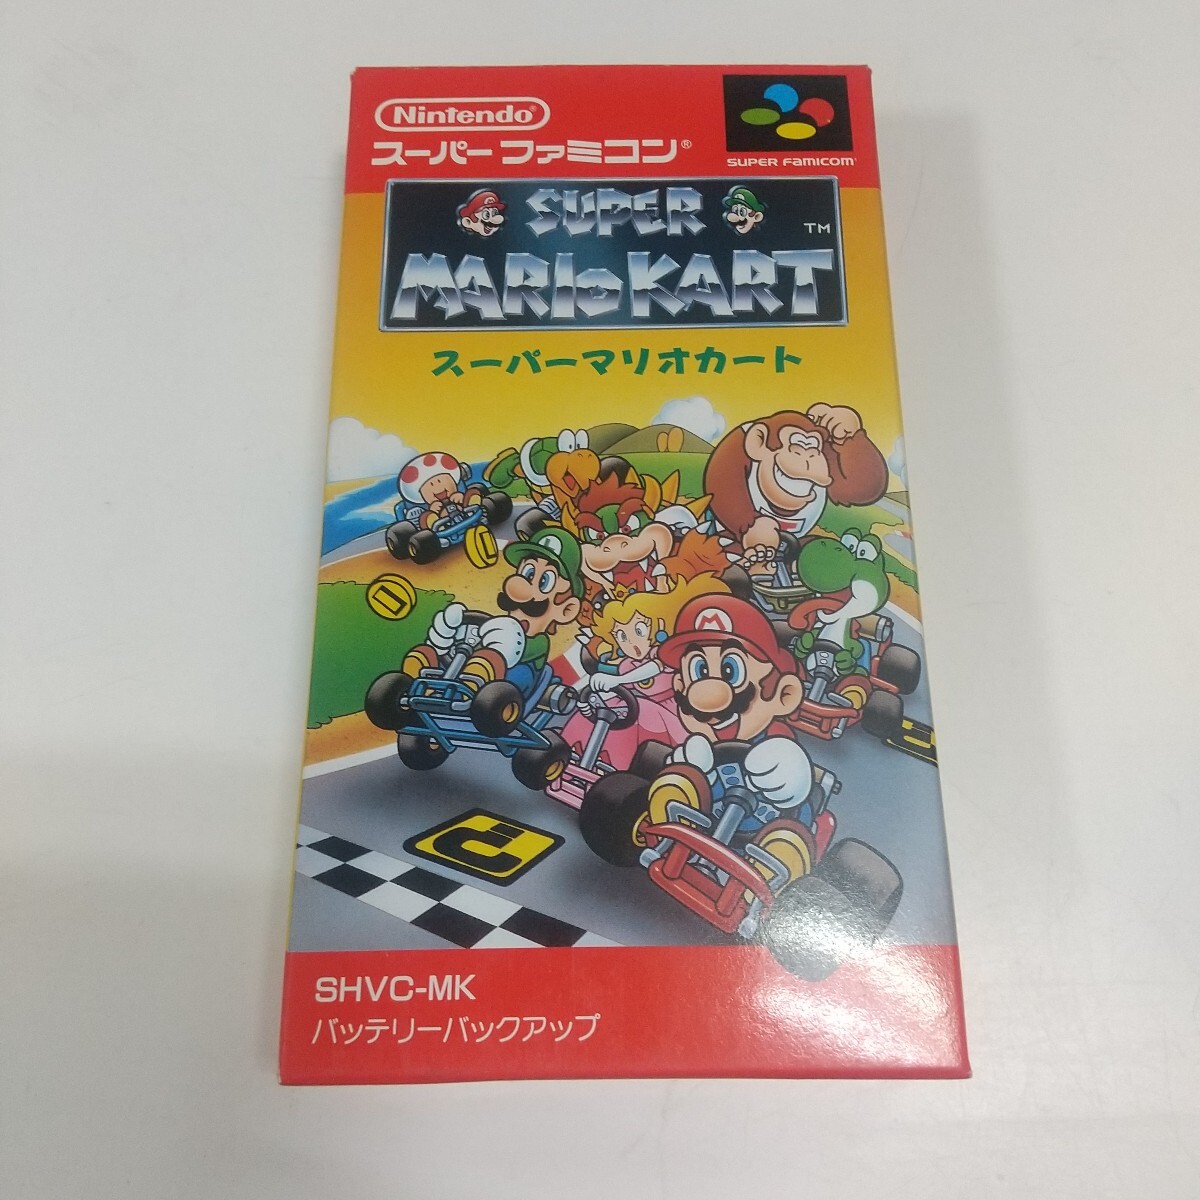 Nintendo®
スーパーファミコン®
SUPER FAMICOM
SUPER
MARIO KART
TM
スーパーマリオカート
M
SHVC-MK
バッテリーバックアップ